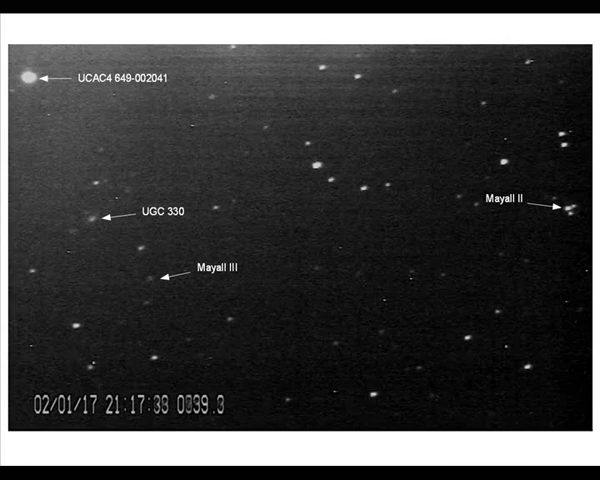 UCAC4 649-002041
Mayall II
UGC 330
Mayall III
02/01/17 21:17:38 0039.3